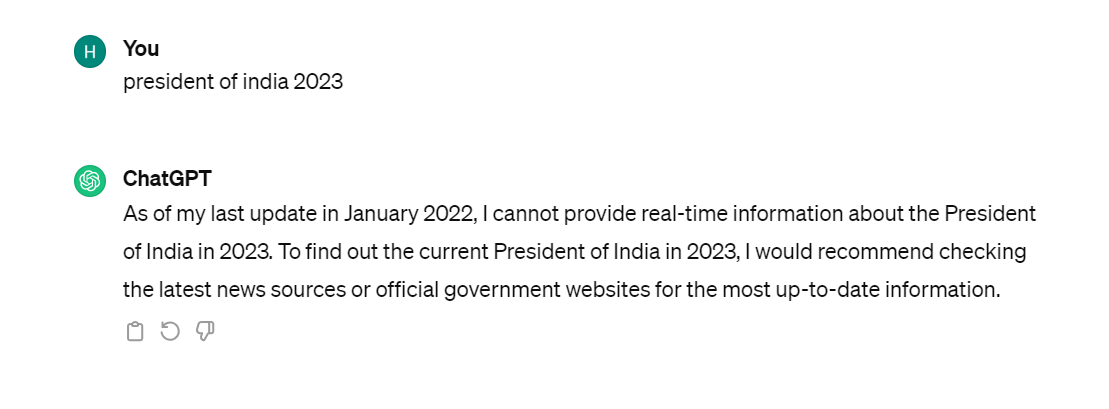 H
You
president of india 2023
ChatGPT
As of my last update in January 2022, I cannot provide real-time information about the President
of India in 2023. To find out the current President of India in 2023, I would recommend checking
the latest news sources or official government websites for the most up-to-date information.